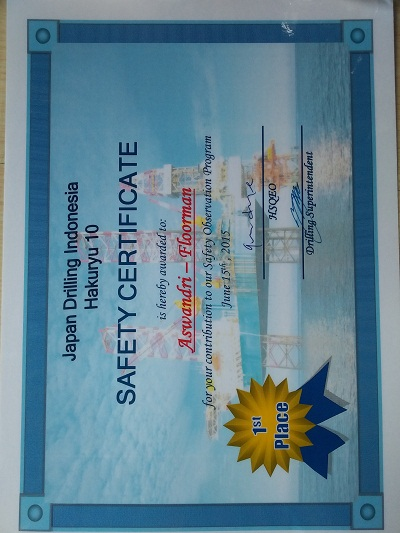 Japan Drilling Indonesia
Hakuryu 10
SAFETY CERTIFICATE
is hereby awarded to:
Aswandri – Floorman
for your contribution to our Safety Observation Program
June 15th, 2015
HSQEO
Drilling Superintendent
1st
Place